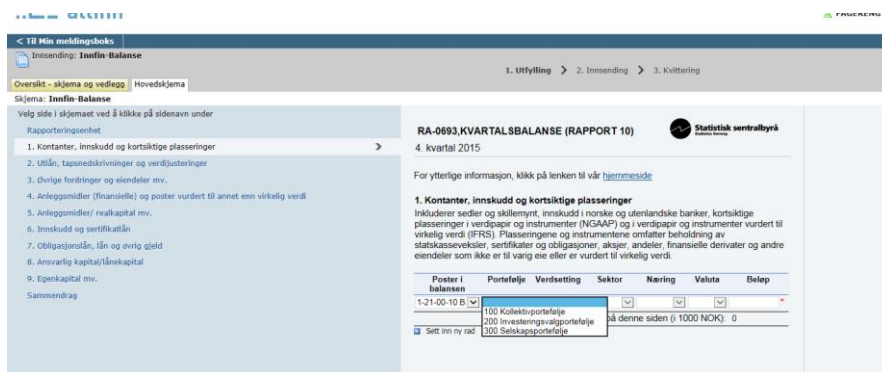 altinn
< Til Min meldingsboks
Innsending: Innfin-Balanse
1. Utfylling > 2. Innsending > 3. Kvittering
Oversikt - skjema og vedlegg Hovedskjema
Skjema: Innfin-Balanse
Velg side i skjemaet ved å klikke på sidenavn under
Rapporteringsenhet
1. Kontanter, innskudd og kortsiktige plasseringer >
2. Utlån, tapsnedskrivninger og verdijusteringer
3. Øvrige fordringer og eiendeler mv.
4. Anleggsmidler (finansielle) og poster vurdert til annet enn virkelig verdi
5. Anleggsmidler/ realkapital mv.
6. Innskudd og sertifikatlån
7. Obligasjonslån, lån og øvrig gjeld
8. Ansvarlig kapital/lånekapital
9. Egenkapital mv.
Sammendrag
RA-0693,KVARTALSBALANSE (RAPPORT 10)
Statistisk sentralbyrå
Statistics Norway
4. kvartal 2015
For ytterlige informasjon, klikk på lenken til vår hjemmeside
1. Kontanter, innskudd og kortsiktige plasseringer
Inkluderer sedler og skillemynt, innskudd i norske og utenlandske banker, kortsiktige
plasseringer i verdipapir og instrumenter (NGAAP) og i verdipapir og instrumenter vurdert til
virkelig verdi (IFRS). Plasseringene og instrumentene omfatter beholdning av
statskasseveksler, sertifikater og obligasjoner, aksjer, andeler, finansielle derivater og andre
eiendeler som ikke er til varig eie eller er vurdert til virkelig verdi.
Poster i balansen Portefølje Verdsetting Sektor Næring Valuta Beløp
1-21-00-10 B *
100 Kollektivportefølje
200 Investeringsvalgportefølje på denne siden (i 1000 NOK): 0
Sett inn ny rad 300 Selskapsportefølje